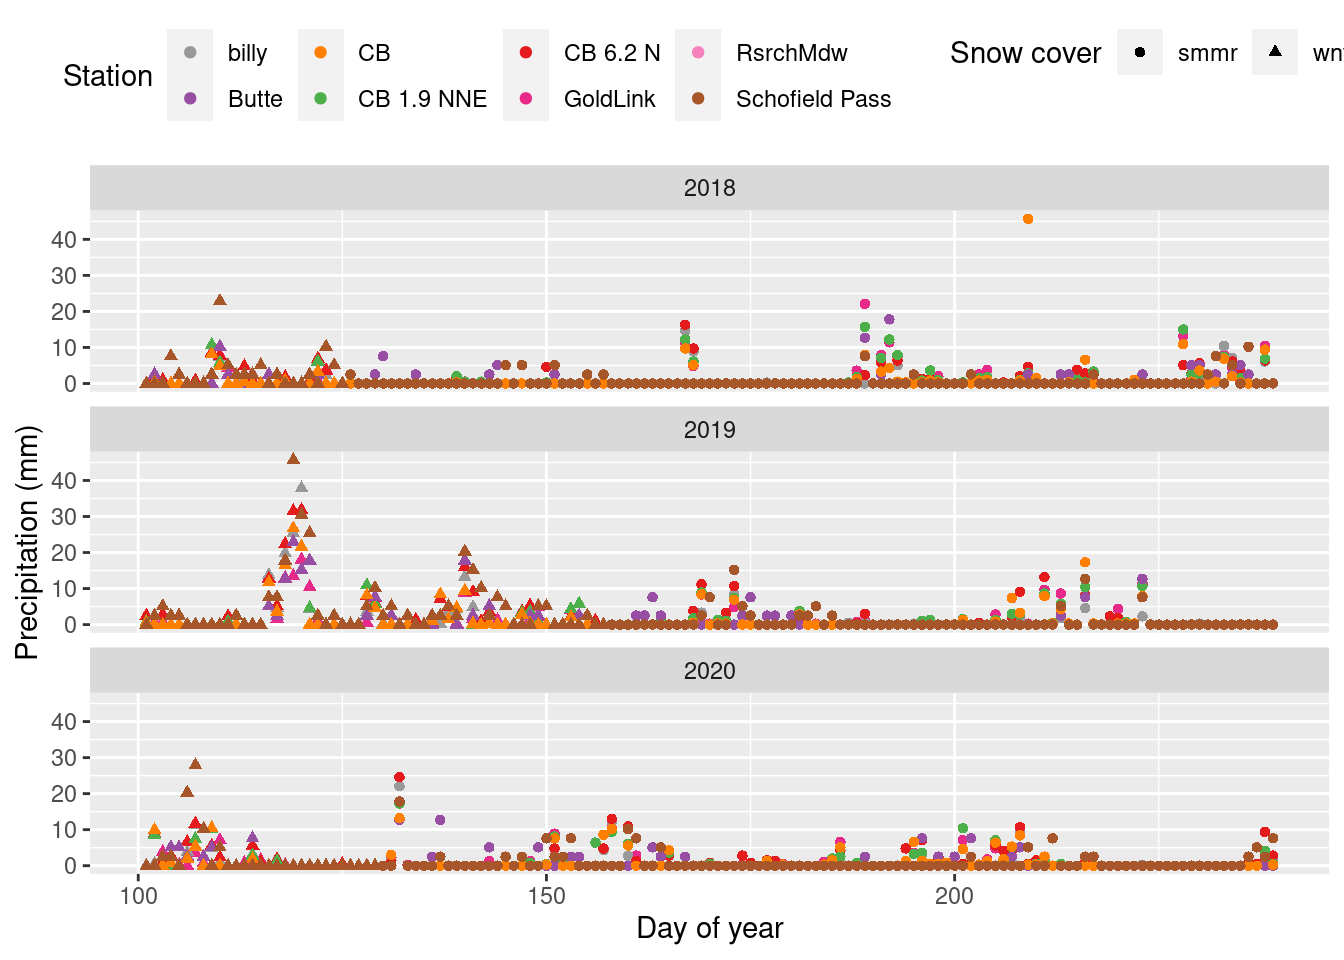 Station
billy
CB
CB 6.2 N
RsrchMdw
Butte
CB 1.9 NNE
GoldLink
Schofield Pass
Snow cover
smmr
2018
40
30
20
10
0
2019
40
30
20
10
0
2020
40
30
20
10
0
100
150
200
Precipitation (mm)
Day of year